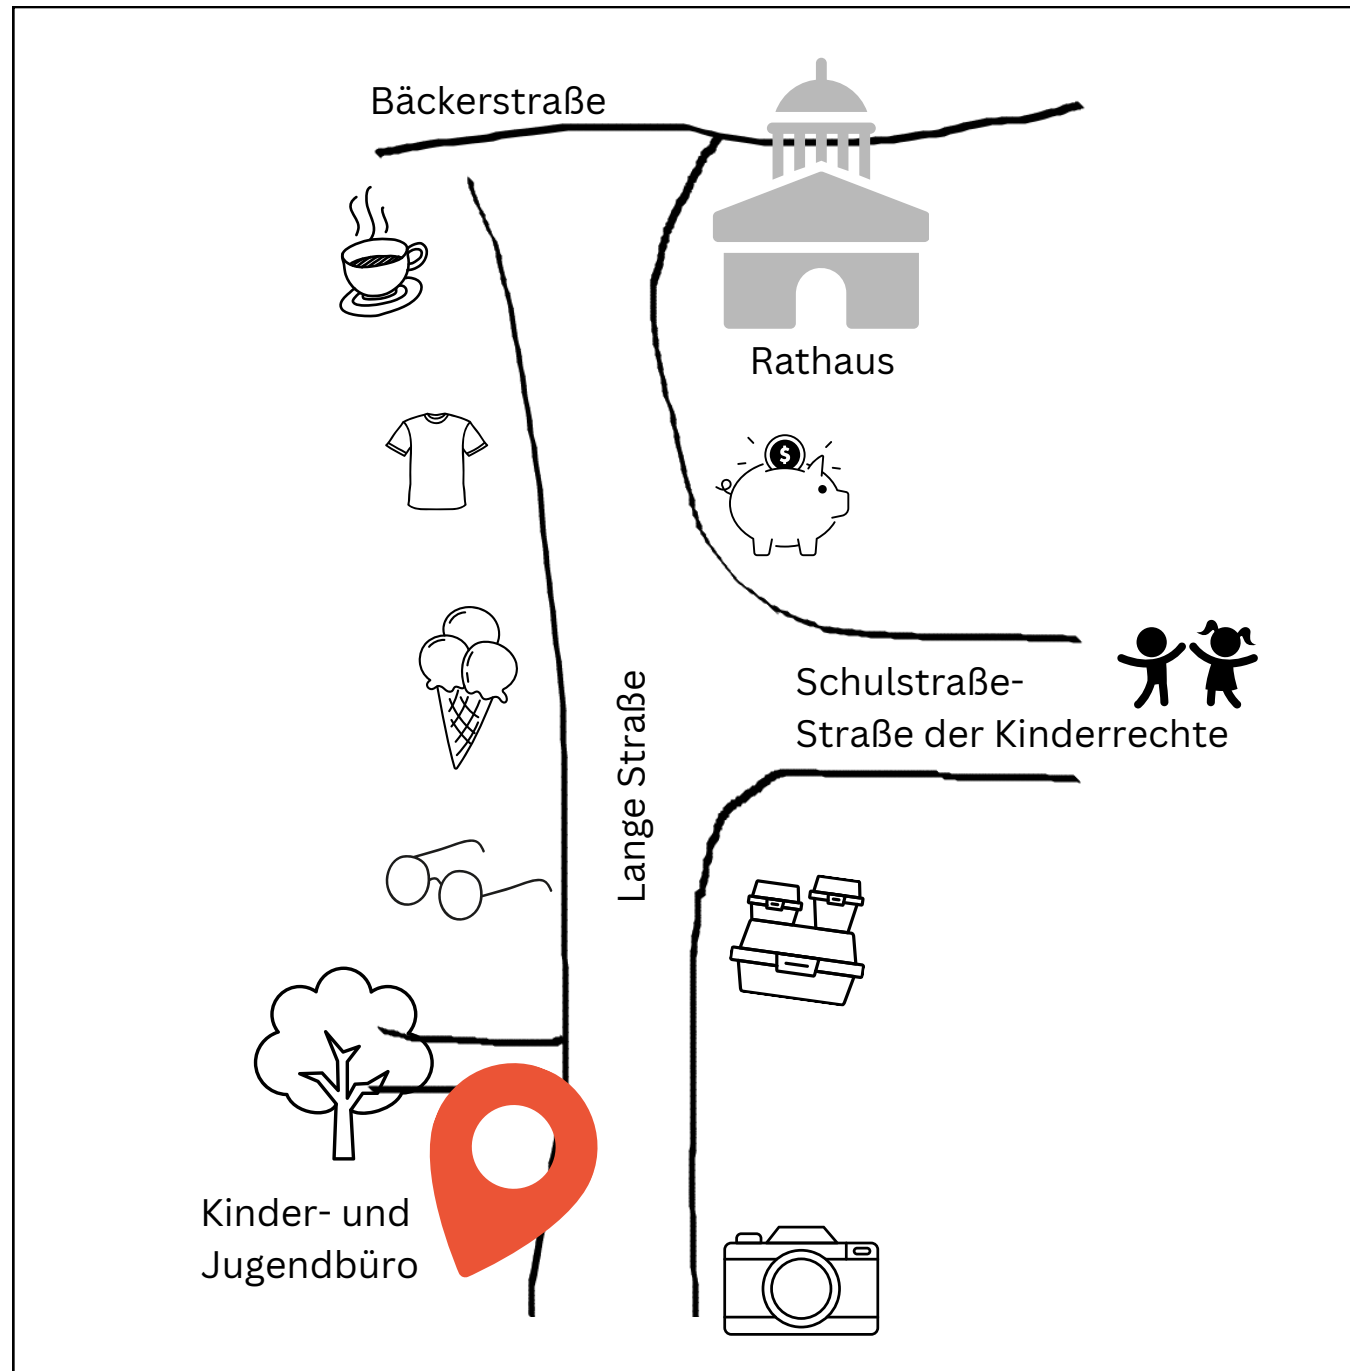 Bäckerstraße
Rathaus
$
Schulstraße-
Straße der Kinderrechte
Lange Straße
Kinder- und
Jugendbüro